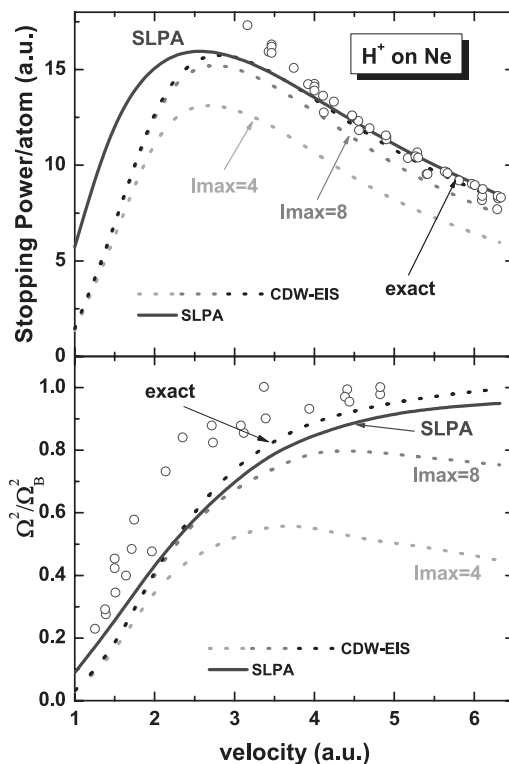 SLPA
H⁺ on Ne
lmax=4
lmax=8
exact
CDW-EIS
SLPA
Stopping Power/atom (a.u.)
15
10
5
0
exact
SLPA
lmax=8
lmax=4
CDW-EIS
SLPA
Ω²/Ω²_B
1.0
0.8
0.6
0.4
0.2
0.0
1 2 3 4 5 6
velocity (a.u.)